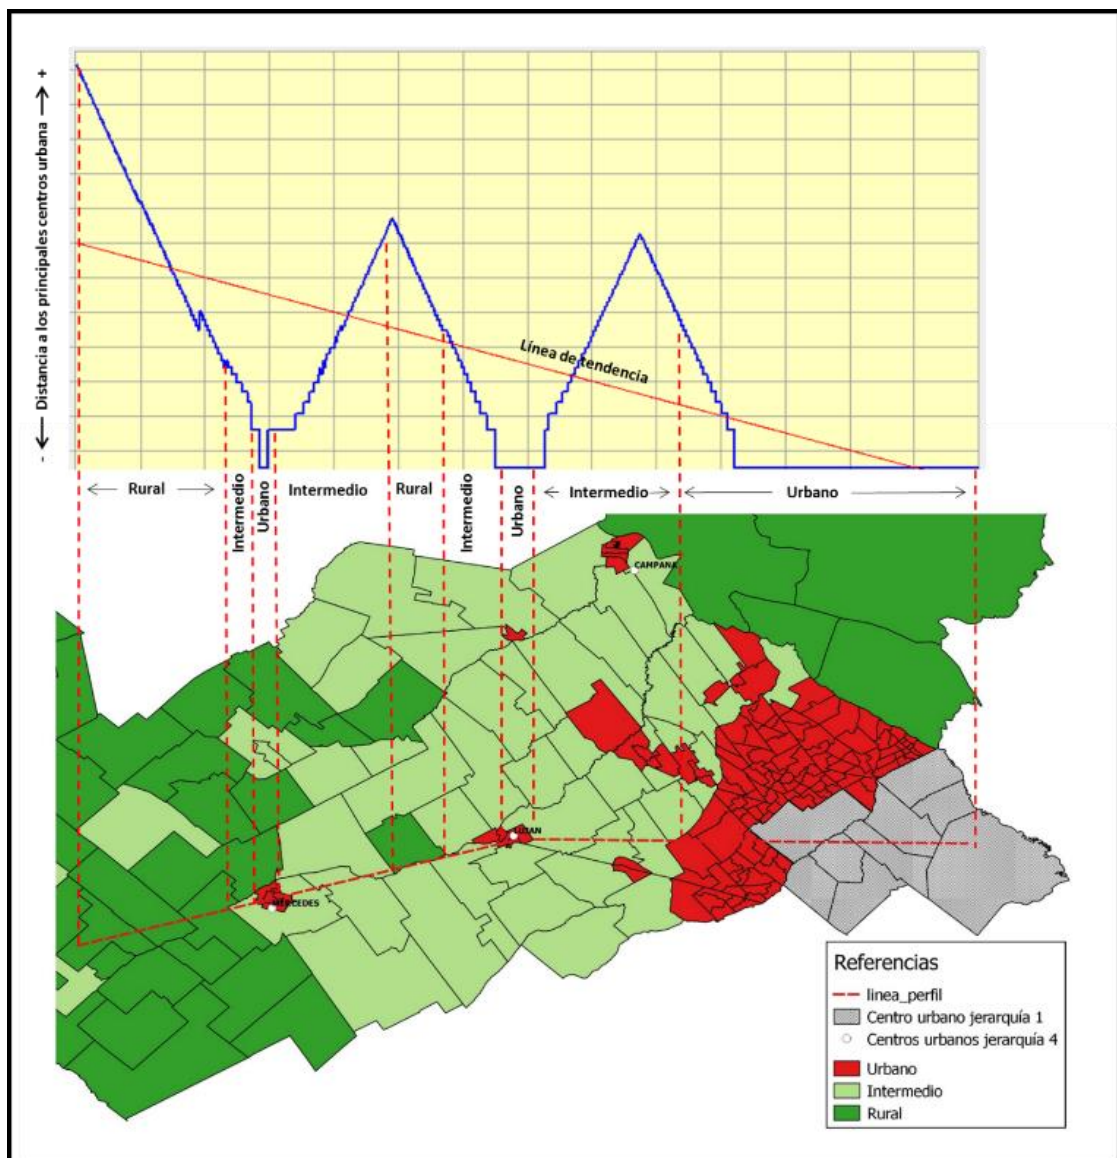 - ← Distancia a los principales centros urbana → +
Línea de tendencia
Rural
Intermedio
Urbano
Intermedio
Rural
Intermedio
Urbano
Intermedio
Urbano
CAMPANA
LUJAN
MERCEDES
Referencias
linea_perfil
Centro urbano jerarquía 1
Centros urbanos jerarquía 4
Urbano
Intermedio
Rural